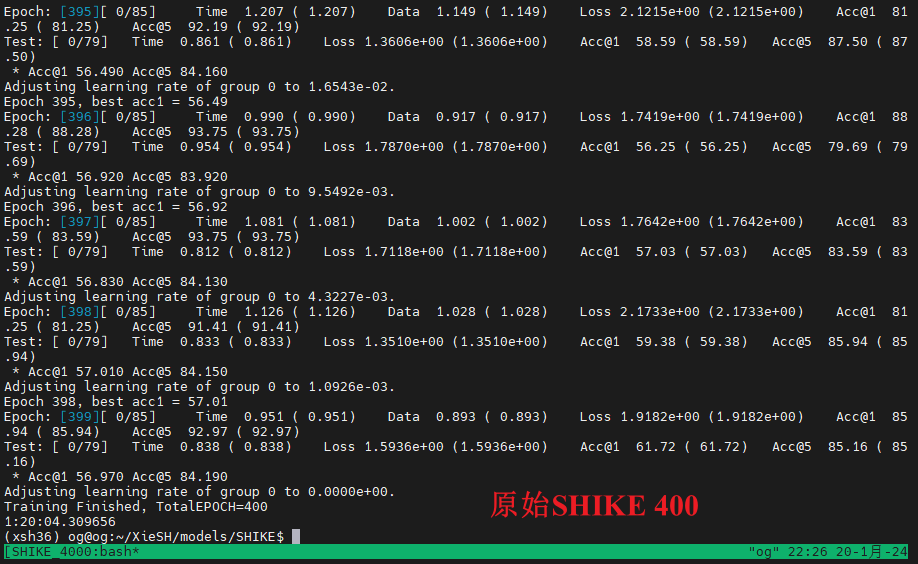 Epoch: [395][ 0/85]     Time  1.207 ( 1.207)    Data  1.149 ( 1.149)    Loss 2.1215e+00 (2.1215e+00)    Acc@1  81
.25 ( 81.25)    Acc@5  92.19 ( 92.19)
Test: [ 0/79]   Time  0.861 ( 0.861)    Loss 1.3606e+00 (1.3606e+00)    Acc@1  58.59 ( 58.59)   Acc@5  87.50 ( 87
.50)
 * Acc@1 56.490 Acc@5 84.160
Adjusting learning rate of group 0 to 1.6543e-02.
Epoch 395, best acc1 = 56.49
Epoch: [396][ 0/85]     Time  0.990 ( 0.990)    Data  0.917 ( 0.917)    Loss 1.7419e+00 (1.7419e+00)    Acc@1  88
.28 ( 88.28)    Acc@5  93.75 ( 93.75)
Test: [ 0/79]   Time  0.954 ( 0.954)    Loss 1.7870e+00 (1.7870e+00)    Acc@1  56.25 ( 56.25)   Acc@5  79.69 ( 79
.69)
 * Acc@1 56.920 Acc@5 83.920
Adjusting learning rate of group 0 to 9.5492e-03.
Epoch 396, best acc1 = 56.92
Epoch: [397][ 0/85]     Time  1.081 ( 1.081)    Data  1.002 ( 1.002)    Loss 1.7642e+00 (1.7642e+00)    Acc@1  83
.59 ( 83.59)    Acc@5  93.75 ( 93.75)
Test: [ 0/79]   Time  0.812 ( 0.812)    Loss 1.7118e+00 (1.7118e+00)    Acc@1  57.03 ( 57.03)   Acc@5  83.59 ( 83
.59)
 * Acc@1 56.830 Acc@5 84.130
Adjusting learning rate of group 0 to 4.3227e-03.
Epoch: [398][ 0/85]     Time  1.126 ( 1.126)    Data  1.028 ( 1.028)    Loss 2.1733e+00 (2.1733e+00)    Acc@1  81
.25 ( 81.25)    Acc@5  91.41 ( 91.41)
Test: [ 0/79]   Time  0.833 ( 0.833)    Loss 1.3510e+00 (1.3510e+00)    Acc@1  59.38 ( 59.38)   Acc@5  85.94 ( 85
.94)
 * Acc@1 57.010 Acc@5 84.150
Adjusting learning rate of group 0 to 1.0926e-03.
Epoch 398, best acc1 = 57.01
Epoch: [399][ 0/85]     Time  0.951 ( 0.951)    Data  0.893 ( 0.893)    Loss 1.9182e+00 (1.9182e+00)    Acc@1  85
.94 ( 85.94)    Acc@5  92.97 ( 92.97)
Test: [ 0/79]   Time  0.838 ( 0.838)    Loss 1.5936e+00 (1.5936e+00)    Acc@1  61.72 ( 61.72)   Acc@5  85.16 ( 85
.16)
 * Acc@1 56.970 Acc@5 84.190
Adjusting learning rate of group 0 to 0.0000e+00.
Training Finished, TotalEPOCH=400
原始SHIKE 400
1:20:04.309656
(xsh36) og@og:~/XieSH/models/SHIKE$
[SHIKE_4000:bash* "og" 22:26 20-1月-24